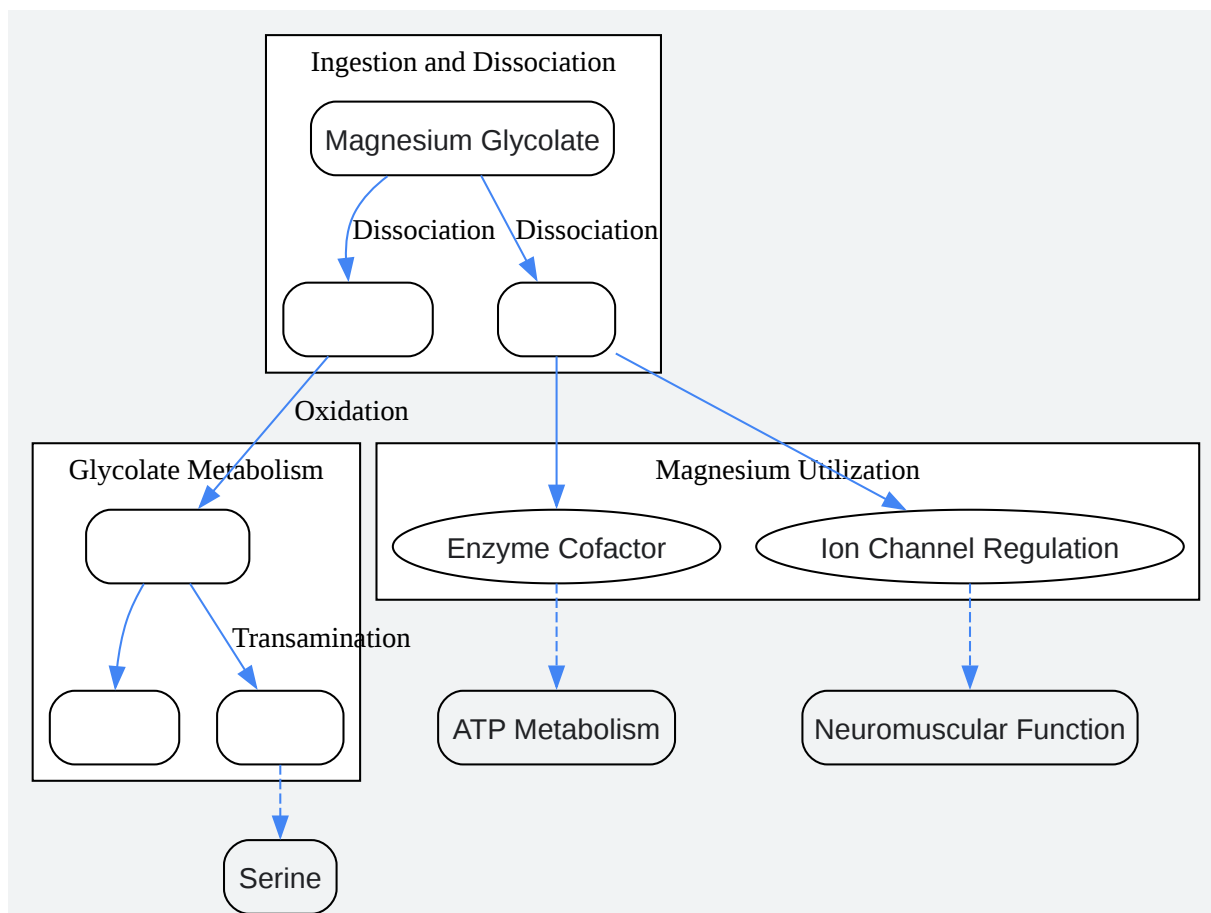 Ingestion and Dissociation
Magnesium Glycolate
Dissociation
Dissociation
Oxidation
Glycolate Metabolism
Magnesium Utilization
Enzyme Cofactor
Ion Channel Regulation
Transamination
ATP Metabolism
Neuromuscular Function
Serine